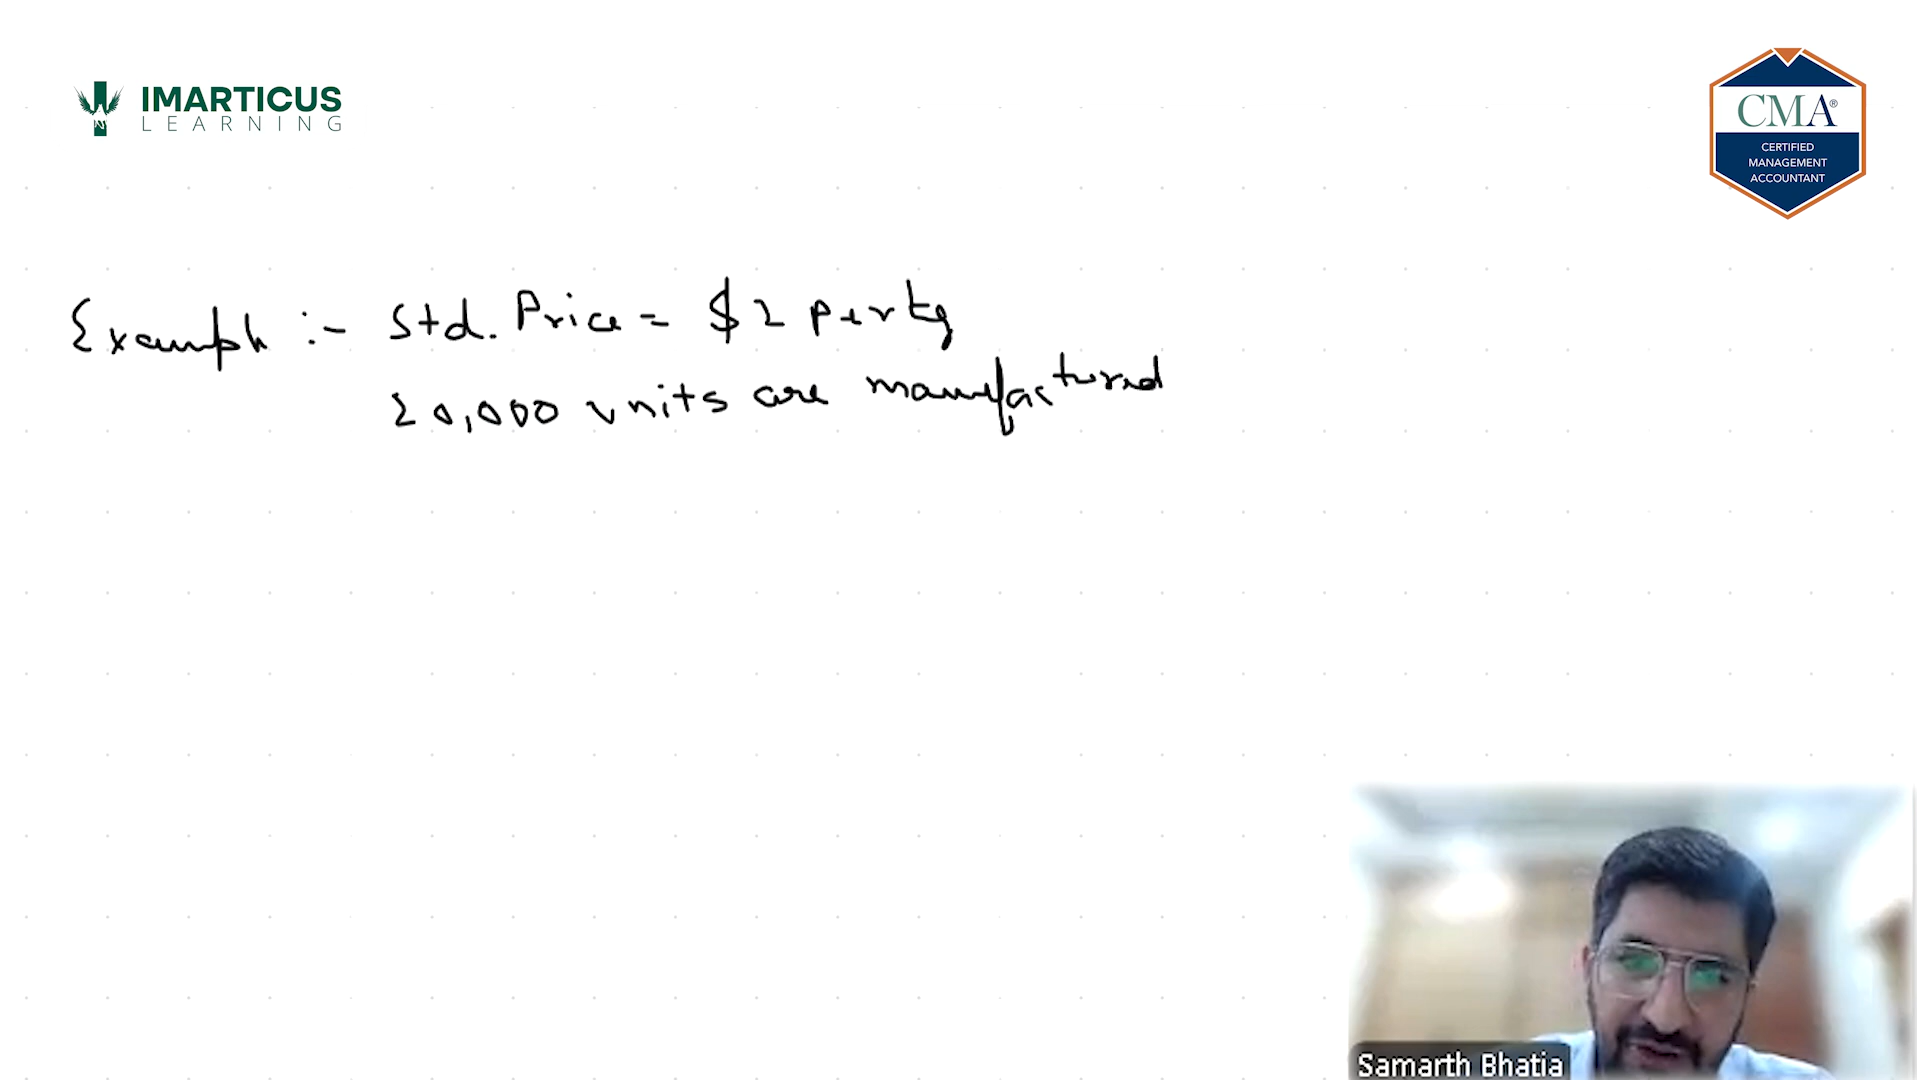 IMARTICUS
LEARNING
CMA®
CERTIFIED
MANAGEMENT
ACCOUNTANT
Example :- Std. Price = $2 per kg
20,000 units are manufactured
Samarth Bhatia